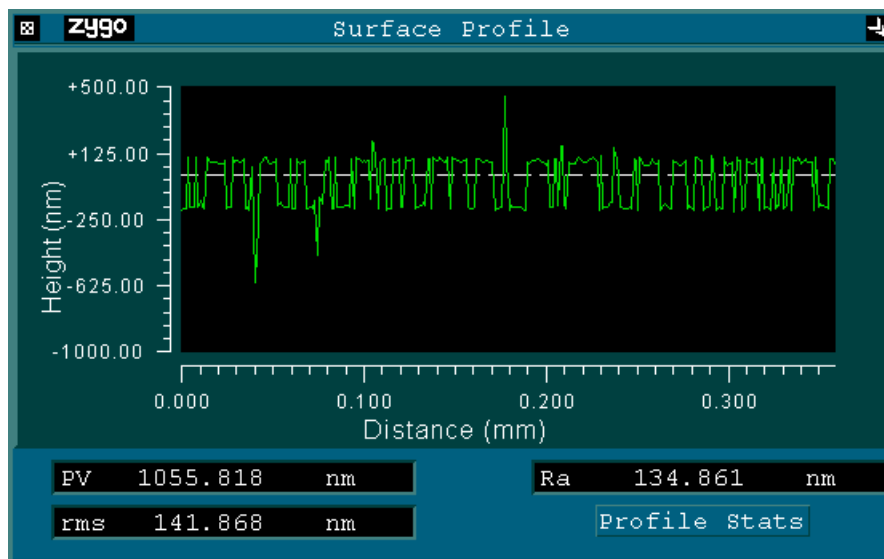 zygo Surface Profile
+500.00
+125.00
-250.00
-625.00
-1000.00
Height (nm)
0.000 0.100 0.200 0.300
Distance (mm)
PV 1055.818 nm Ra 134.861 nm
rms 141.868 nm Profile Stats